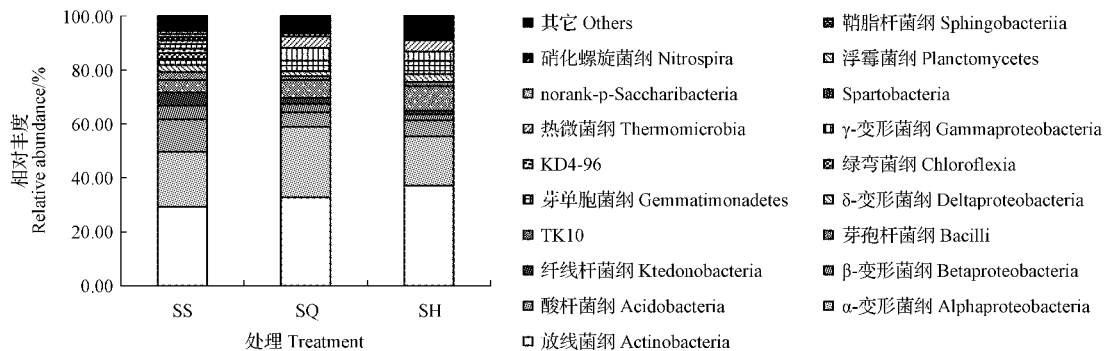 100.00
80.00
60.00
40.00
20.00
0.00
相对丰度/%
Relative abundance/%
SS SQ SH
处理 Treatment
其它 Others
硝化螺旋菌纲 Nitrospira
norank-p-Saccharibacteria
热微菌纲 Thermomicrobia
KD4-96
芽单胞菌纲 Gemmatimonadetes
TK10
纤线杆菌纲 Ktedonobacteria
酸杆菌纲 Acidobacteria
放线菌纲 Actinobacteria
鞘脂杆菌纲 Sphingobacteriia
浮霉菌纲 Planctomycetes
Spartobacteria
γ-变形菌纲 Gammaproteobacteria
绿弯菌纲 Chloroflexia
δ-变形菌纲 Deltaproteobacteria
芽孢杆菌纲 Bacilli
β-变形菌纲 Betaproteobacteria
α-变形菌纲 Alphaproteobacteria